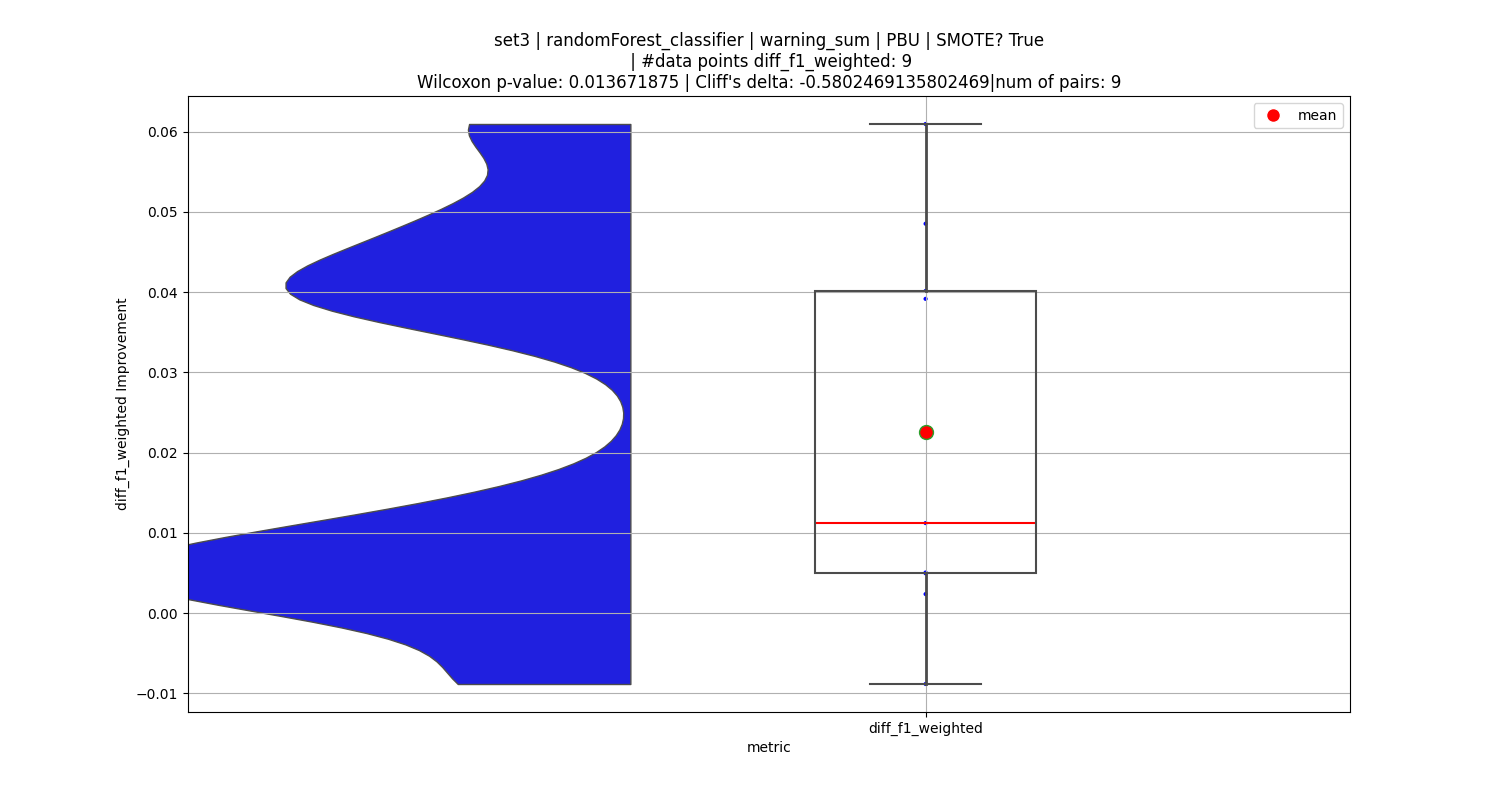 set3 | randomForest_classifier | warning_sum | PBU | SMOTE? True
| #data points diff_f1_weighted: 9
Wilcoxon p-value: 0.013671875 | Cliff's delta: -0.5802469135802469|num of pairs: 9
mean
0.06
0.05
0.04
0.03
0.02
0.01
0.00
−0.01
diff_f1_weighted Improvement
diff_f1_weighted
metric